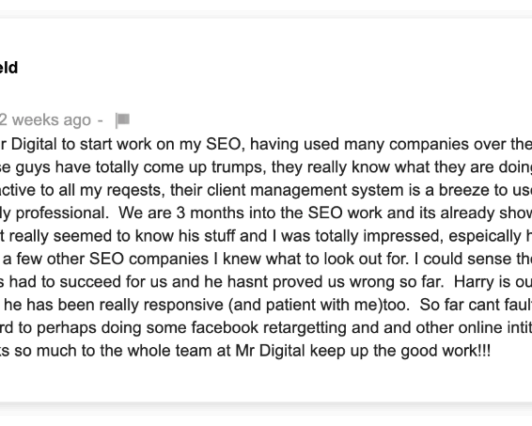 eld
2 weeks ago -
r Digital to start work on my SEO, having used many companies over the
se guys have totally come up trumps, they really know what they are doing
active to all my reqests, their client management system is a breeze to use
ly professional.  We are 3 months into the SEO work and its already show
t really seemed to know his stuff and I was totally impressed, espeically h
a few other SEO companies I knew what to look out for. I could sense the
s had to succeed for us and he hasnt proved us wrong so far.  Harry is ou
he has been really responsive (and patient with me)too.  So far cant faul
rd to perhaps doing some facebook retargetting and and other online intit
ks so much to the whole team at Mr Digital keep up the good work!!!